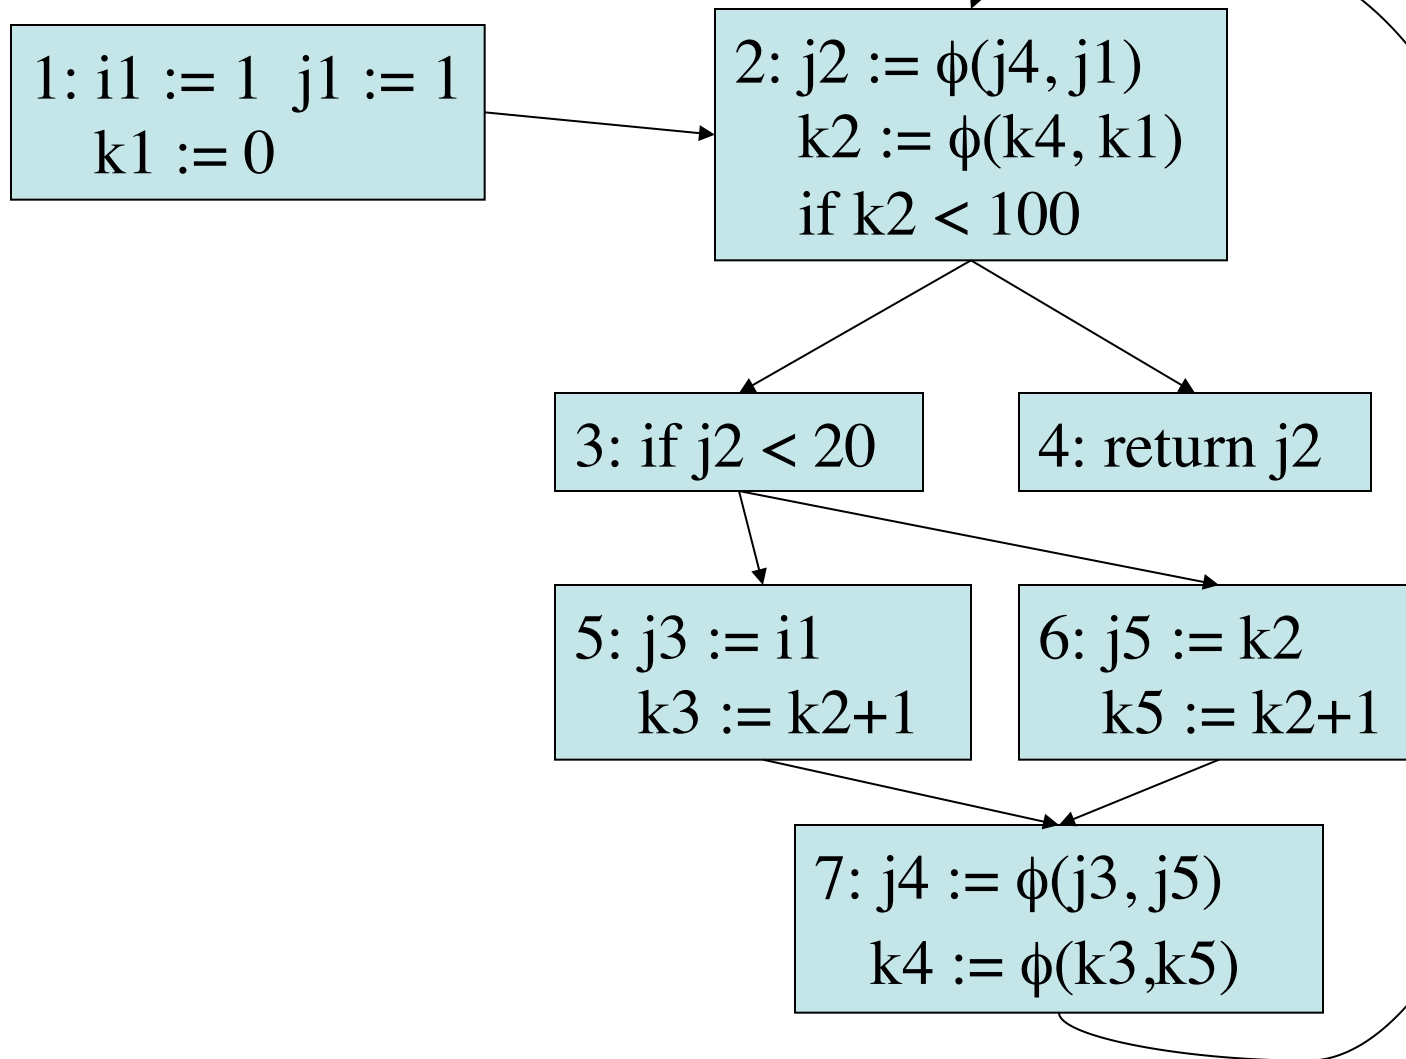 1: i1 := 1 j1 := 1
k1 := 0
2: j2 := ϕ(j4, j1)
k2 := ϕ(k4, k1)
if k2 < 100
3: if j2 < 20
4: return j2
5: j3 := i1
k3 := k2+1
6: j5 := k2
k5 := k2+1
7: j4 := ϕ(j3, j5)
k4 := ϕ(k3,k5)